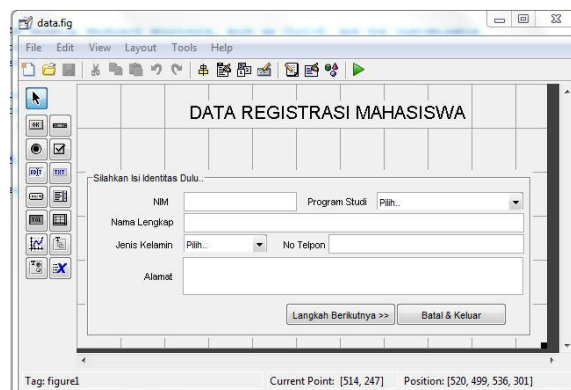 data.fig
File Edit View Layout Tools Help
DATA REGISTRASI MAHASISWA
Silahkan Isi Identitas Dulu..
NIM Program Studi Pilih..
Nama Lengkap
Jenis Kelamin Pilih.. No Telpon
Alamat
Langkah Berikutnya >> Batal & Keluar
Tag: figure1 Current Point: [514, 247] Position: [520, 499, 536, 301]